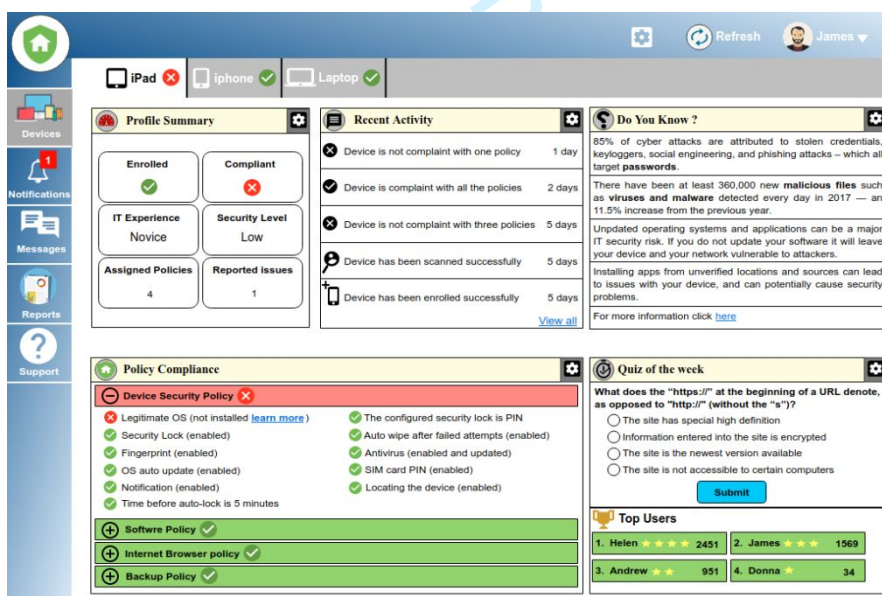 Refresh
James
iPad
iphone
Laptop
Devices
1
Notifications
Messages
Reports
Support
Profile Summary
Enrolled
Compliant
IT Experience
Security Level
Novice
Low
Assigned Policies
Reported issues
4
1
Recent Activity
Device is not complaint with one policy 1 day
Device is complaint with all the policies 2 days
Device is not complaint with three policies 5 days
Device has been scanned successfully 5 days
Device has been enrolled successfully 5 days
View all
Do You Know ?
85% of cyber attacks are attributed to stolen credentials,
keyloggers, social engineering, and phishing attacks – which all
target passwords.
There have been at least 360,000 new malicious files such
as viruses and malware detected every day in 2017 — an
11.5% increase from the previous year.
Unpdated operating systems and applications can be a major
IT security risk. If you do not update your software it will leave
your device and your network vulnerable to attackers.
Installing apps from unverified locations and sources can lead
to issues with your device, and can potentially cause security
problems.
For more information click here
Policy Compliance
Device Security Policy
Legitimate OS (not installed learn more)
Security Lock (enabled)
Fingerprint (enabled)
OS auto update (enabled)
Notification (enabled)
Time before auto-lock is 5 minutes
The configured security lock is PIN
Auto wipe after failed attempts (enabled)
Antivirus (enabled and updated)
SIM card PIN (enabled)
Locating the device (enabled)
Softwre Policy
Internet Browser policy
Backup Policy
Quiz of the week
What does the “https://” at the beginning of a URL denote,
as opposed to "http://" (without the “s”)?
The site has special high definition
Information entered into the site is encrypted
The site is the newest version available
The site is not accessible to certain computers
Submit
Top Users
1. Helen 2451
2. James 1569
3. Andrew 951
4. Donna 34